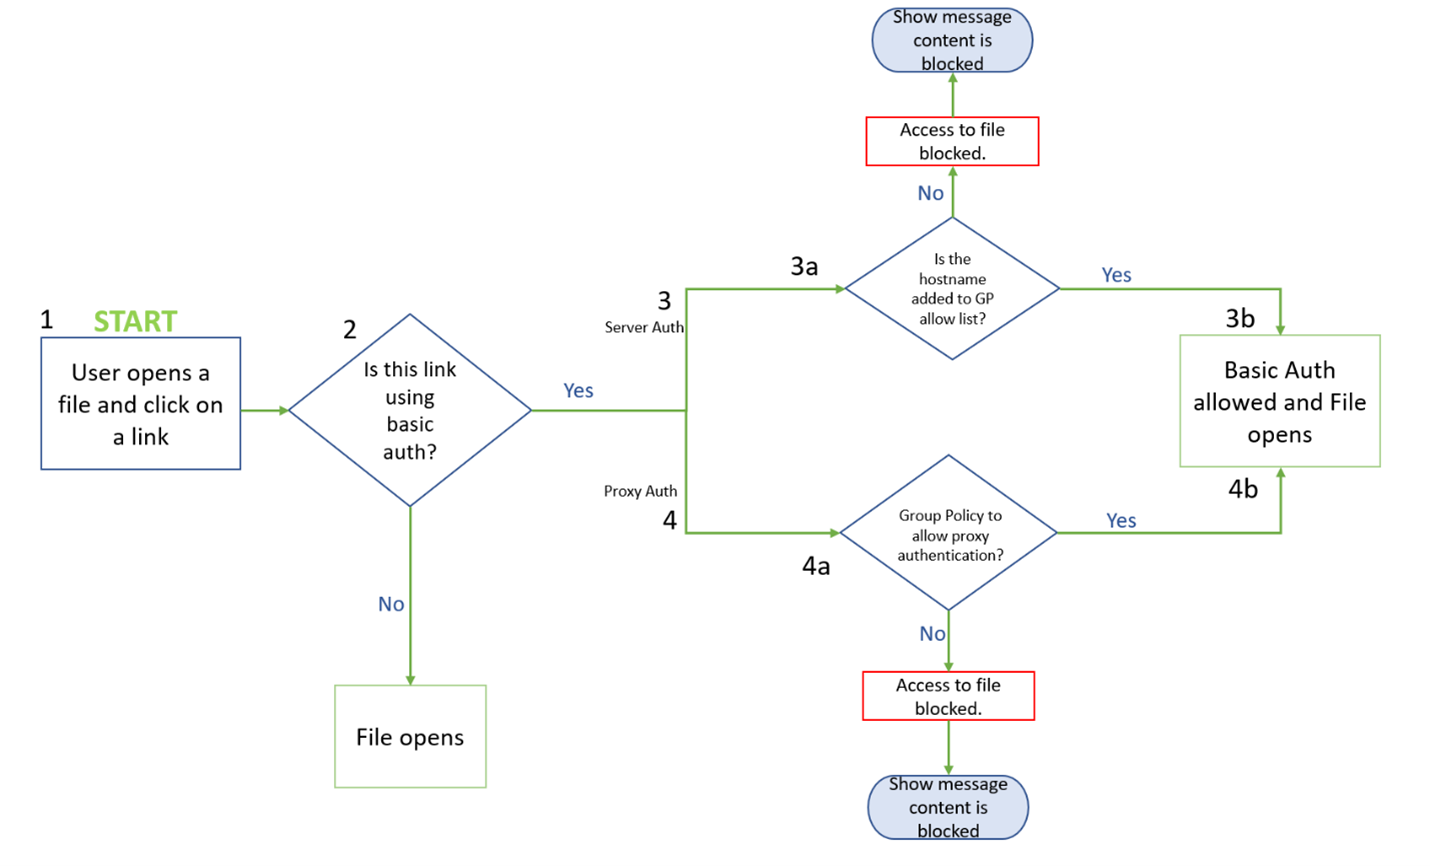 Show message
content is
blocked
Access to file
blocked.
No
3a
Is the
hostname
added to GP
allow list?
Yes
3
Server Auth
1
START
2
3b
User opens a
file and click on
a link
Is this link
using
basic
auth?
Yes
Basic Auth
allowed and File
opens
Proxy Auth
4
4a
Group Policy to
allow proxy
authentication?
Yes
4b
No
No
Access to file
blocked.
File opens
Show message
content is
blocked